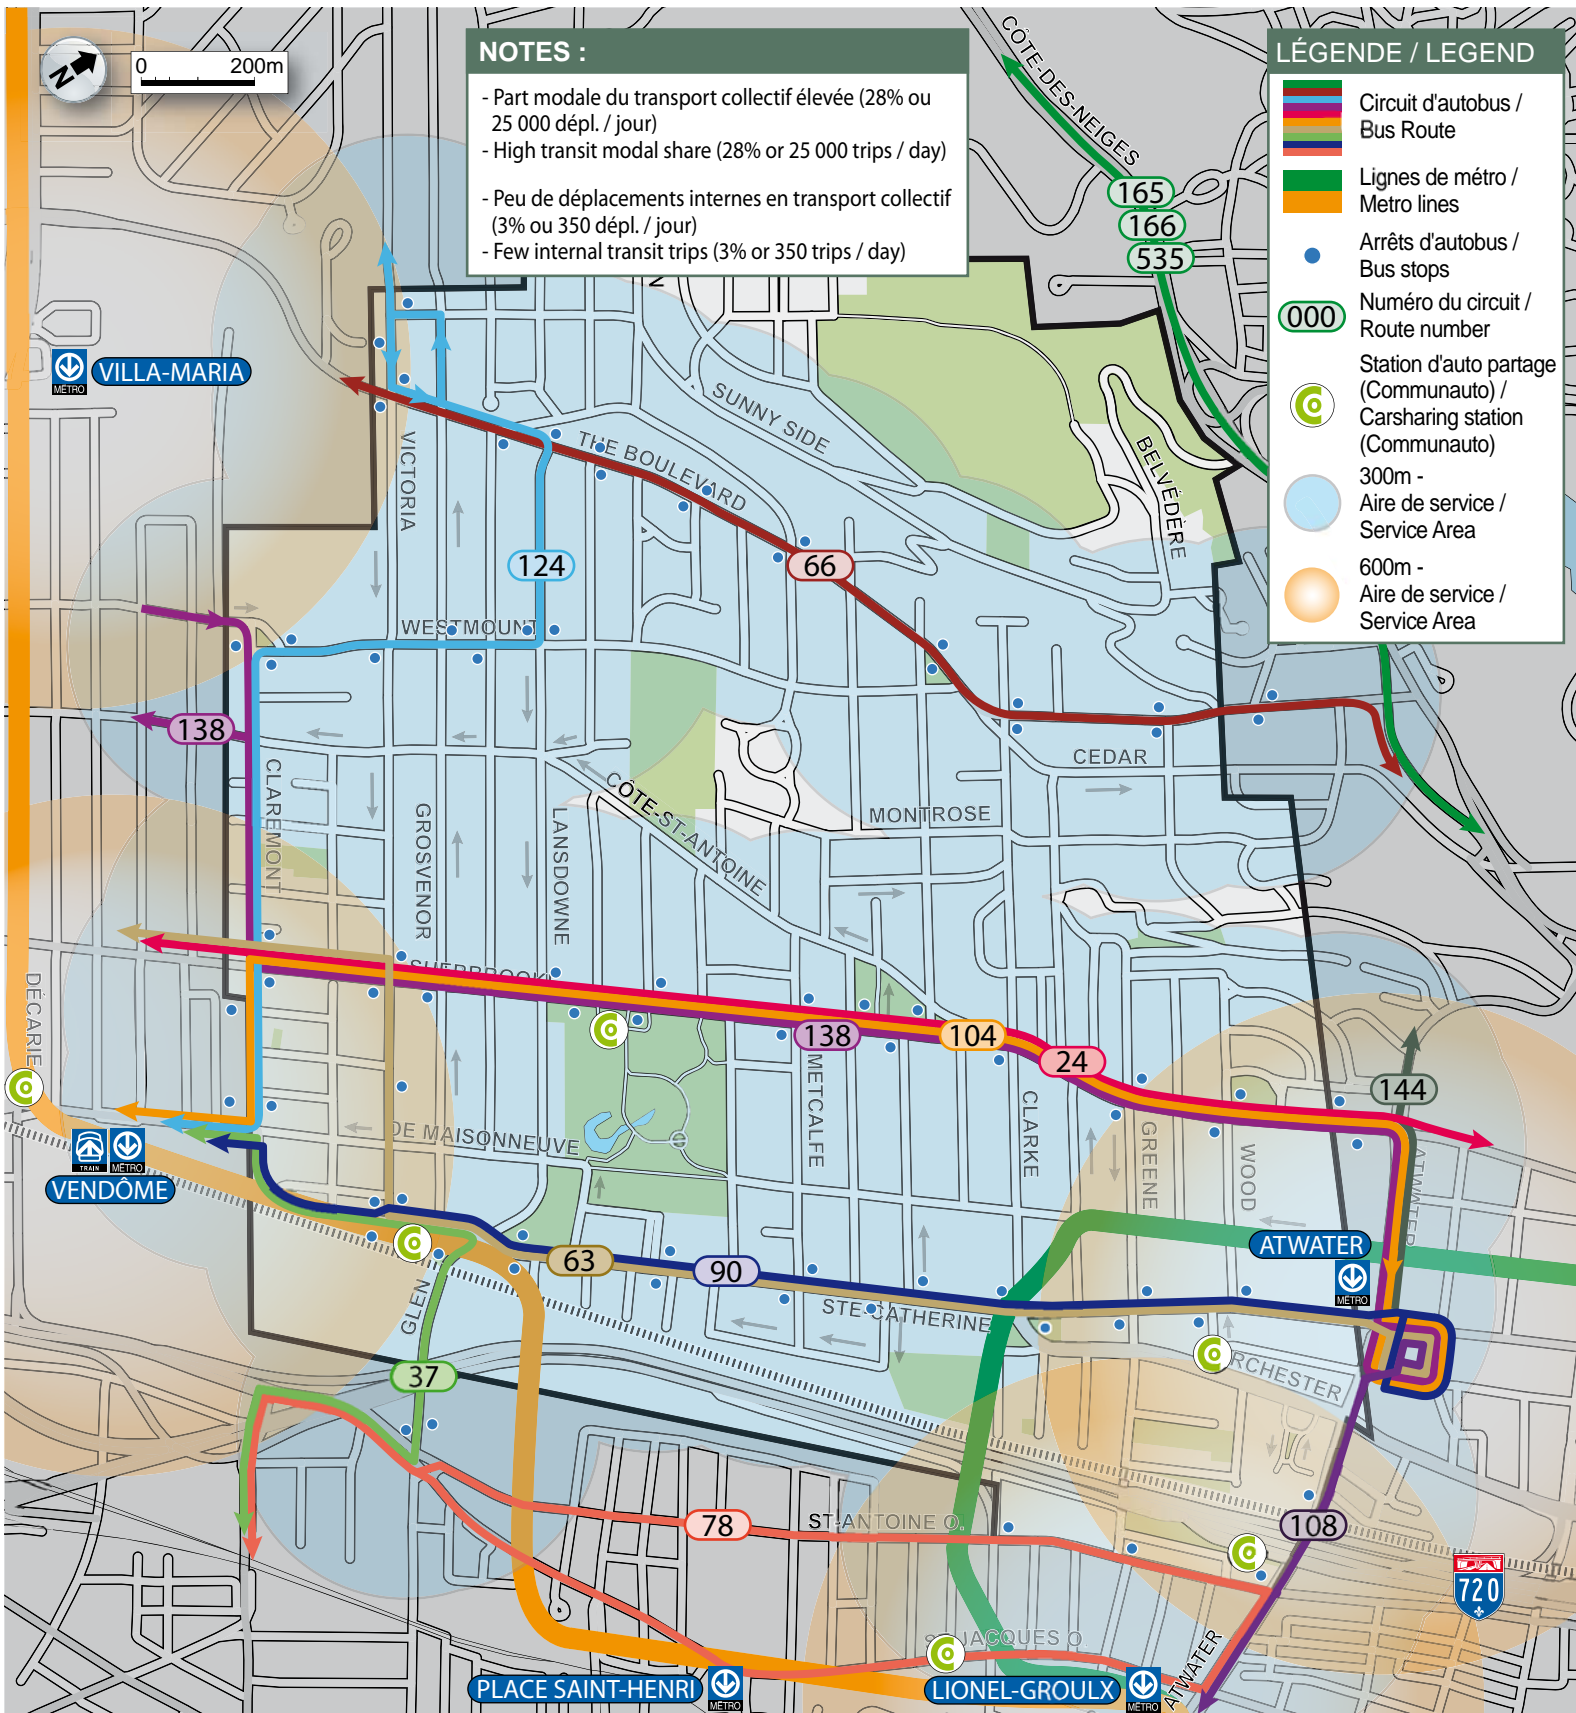 N
0 200m
NOTES :
- Part modale du transport collectif élevée (28% ou
25 000 dépl. / jour)
- High transit modal share (28% or 25 000 trips / day)
- Peu de déplacements internes en transport collectif
(3% ou 350 dépl. / jour)
- Few internal transit trips (3% or 350 trips / day)
LÉGENDE / LEGEND
Circuit d'autobus /
Bus Route
Lignes de métro /
Metro lines
Arrêts d'autobus /
Bus stops
000
Numéro du circuit /
Route number
Station d'auto partage
(Communauto) /
Carsharing station
(Communauto)
300m -
Aire de service /
Service Area
600m -
Aire de service /
Service Area
CÔTE-DES-NEIGES
165
166
535
MÉTRO
VILLA-MARIA
SUNNY SIDE
THE BOULEVARD
BELVÉDÈRE
VICTORIA
124
66
WESTMOUNT
138
CEDAR
CLAREMONT
GROSVENOR
LANSDOWNE
CÔTE-ST-ANTOINE
MONTROSE
DÉCARIE
138
104
24
144
METCALFE
CLARKE
GREENE
WOOD
ATWATER
DE MAISONNEUVE
TRAIN
MÉTRO
VENDÔME
ATWATER
MÉTRO
63
90
GLEN
STE-CATHERINE
37
78
ST-ANTOINE O.
108
720
ATWATER
PLACE SAINT-HENRI
MÉTRO
LIONEL-GROULX
MÉTRO